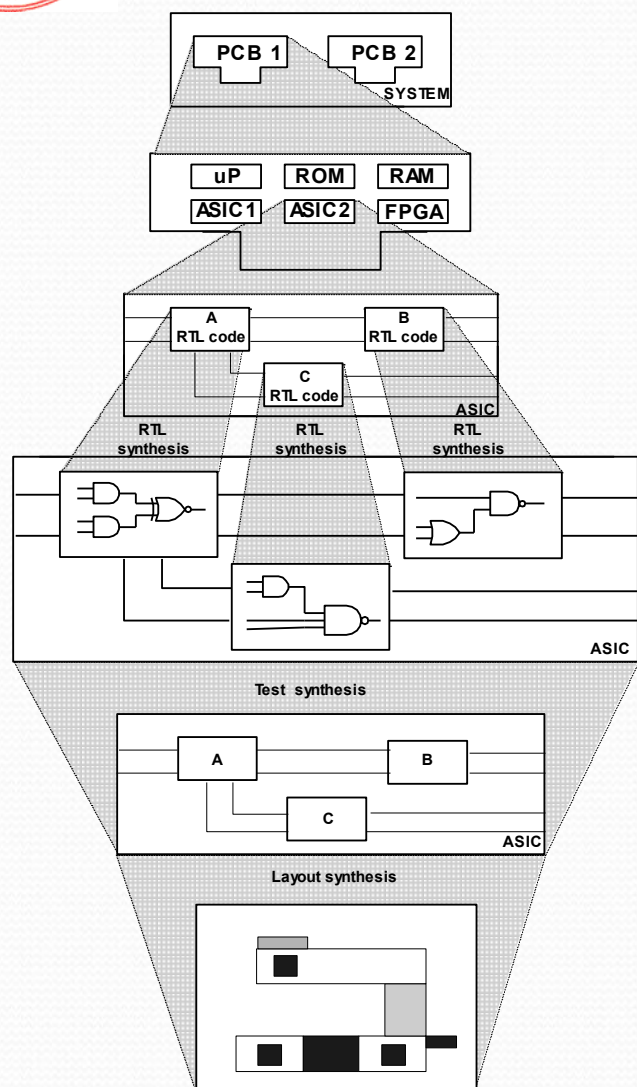 PCB 1 PCB 2
SYSTEM
uP ROM RAM
ASIC1 ASIC2 FPGA
A B
RTL code RTL code
C
RTL code
ASIC
RTL RTL RTL
synthesis synthesis synthesis
ASIC
Test synthesis
A B
C
ASIC
Layout synthesis